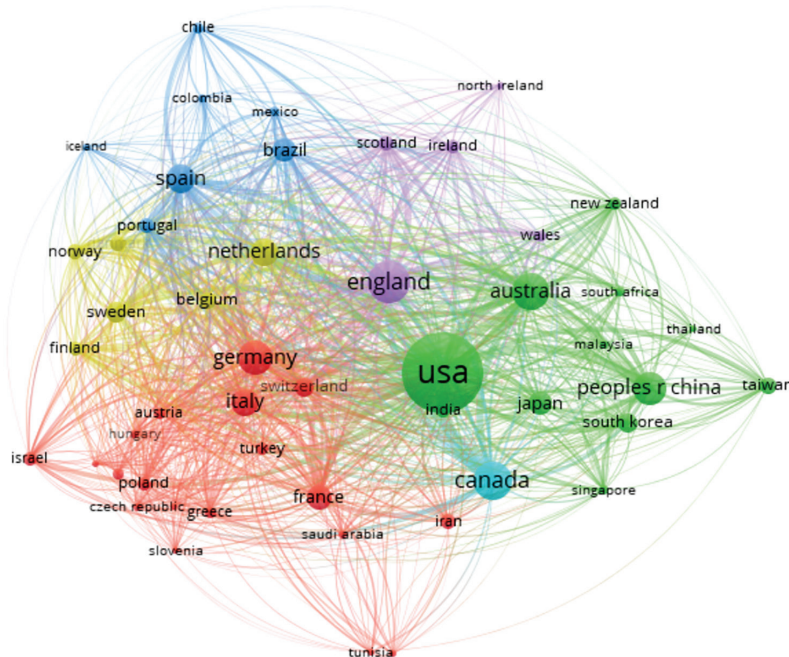 chile
colombia
mexico
north ireland
iceland
brazil
scotland
ireland
spain
new zealand
portugal
wales
norway
netherlands
england
australia
south africa
belgium
sweden
thailand
finland
malaysia
germany
usa
switzerland
peoples r china
taiwan
italy
india
japan
austria
south korea
hungary
turkey
israel
poland
canada
singapore
france
czech republic
greece
iran
saudi arabia
slovenia
tunisia